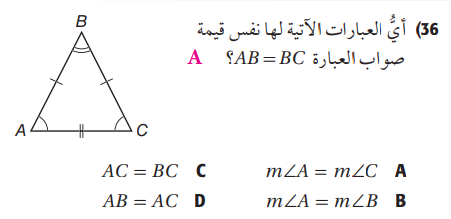 36) أيُّ العبارات الآتية لها نفس قيمة
صواب العبارة AB = BC؟ A
B
A
C
m∠A = m∠C A
AC = BC C
m∠A = m∠B B
AB = AC D